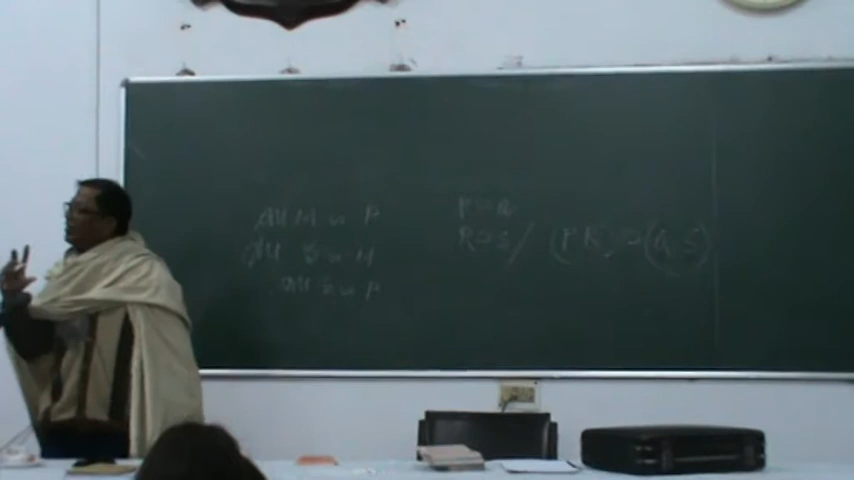 All M is P
All S is M
All S is P
P ⊃ Q
R ⊃ S / (P R) ⊃ (Q S)